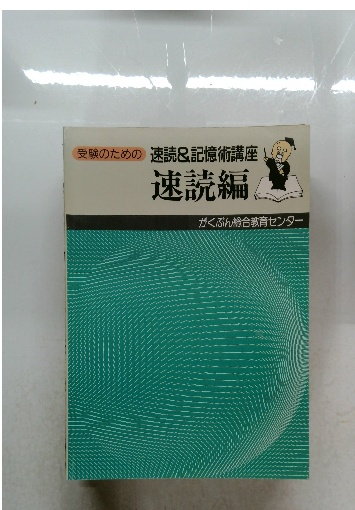 受験のための 速読&記憶術講座
速読編
がくぶん総合教育センター